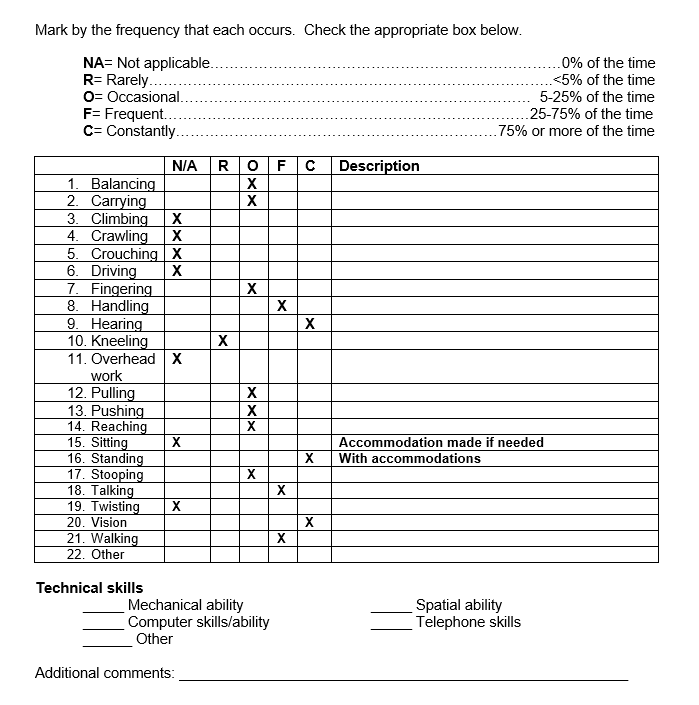 Mark by the frequency that each occurs. Check the appropriate box below.
NA= Not applicable..........................................................................0% of the time
R= Rarely.........................................................................................<5% of the time
O= Occasional............................................................................. 5-25% of the time
F= Frequent.................................................................................25-75% of the time
C= Constantly......................................................................75% or more of the time
N/A R O F C Description
1. Balancing X
2. Carrying X
3. Climbing X
4. Crawling X
5. Crouching X
6. Driving X
7. Fingering X
8. Handling X
9. Hearing X
10. Kneeling X
11. Overhead X
work
12. Pulling X
13. Pushing X
14. Reaching X
15. Sitting X Accommodation made if needed
16. Standing X With accommodations
17. Stooping X
18. Talking X
19. Twisting X
20. Vision X
21. Walking X
22. Other
Technical skills
_____ Mechanical ability _____ Spatial ability
_____ Computer skills/ability _____ Telephone skills
______ Other
Additional comments: ______________________________________________________